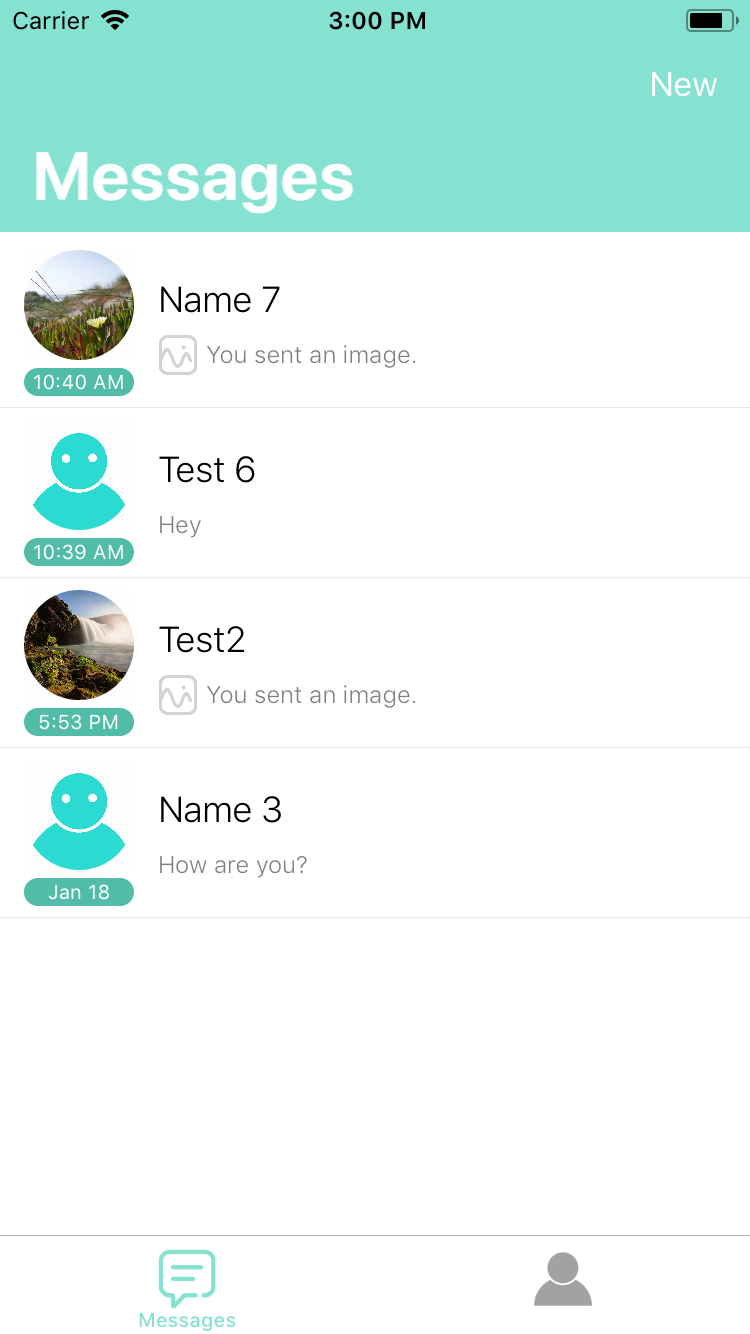 Carrier 3:00 PM
New
Messages
Name 7
You sent an image.
10:40 AM
Test 6
Hey
10:39 AM
Test2
You sent an image.
5:53 PM
Name 3
How are you?
Jan 18
Messages